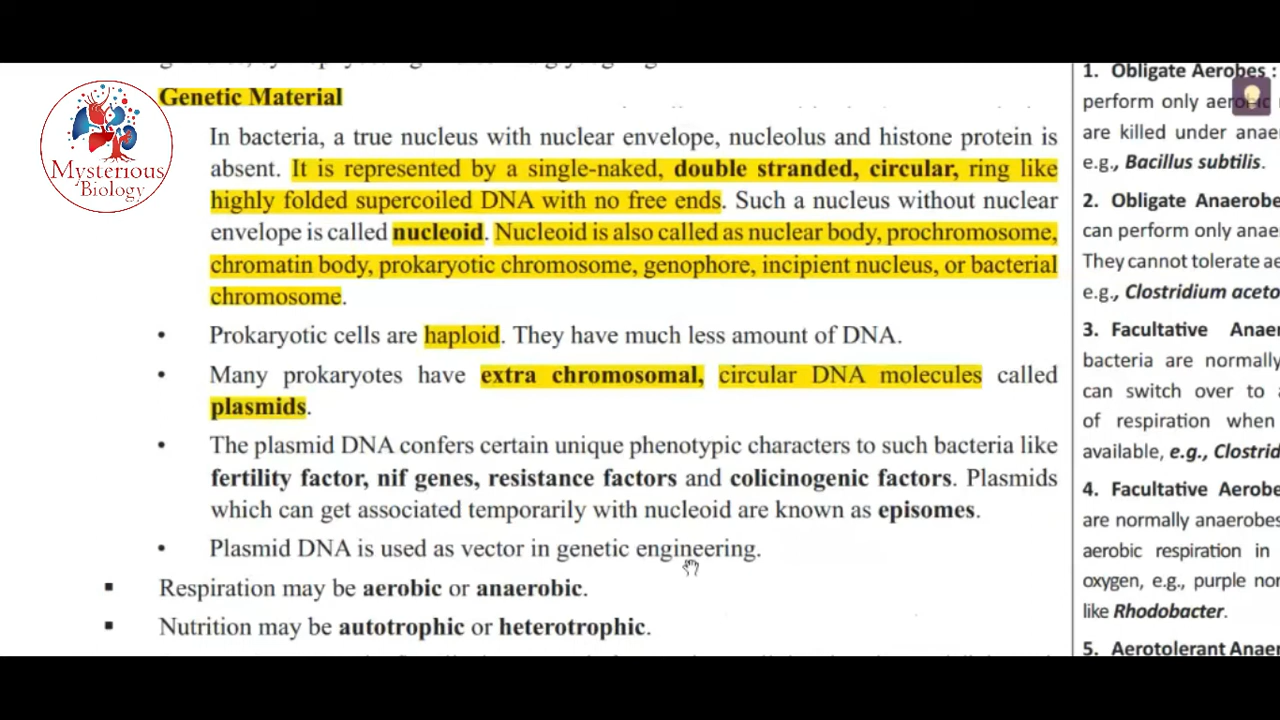 Mysterious
Biology
Genetic Material
In bacteria, a true nucleus with nuclear envelope, nucleolus and histone protein is
absent. It is represented by a single-naked, double stranded, circular, ring like
highly folded supercoiled DNA with no free ends. Such a nucleus without nuclear
envelope is called nucleoid. Nucleoid is also called as nuclear body, prochromosome,
chromatin body, prokaryotic chromosome, genophore, incipient nucleus, or bacterial
chromosome.
• Prokaryotic cells are haploid. They have much less amount of DNA.
• Many prokaryotes have extra chromosomal, circular DNA molecules called
plasmids.
• The plasmid DNA confers certain unique phenotypic characters to such bacteria like
fertility factor, nif genes, resistance factors and colicinogenic factors. Plasmids
which can get associated temporarily with nucleoid are known as episomes.
• Plasmid DNA is used as vector in genetic engineering.
▪ Respiration may be aerobic or anaerobic.
▪ Nutrition may be autotrophic or heterotrophic.
1. Obligate Aerobes :
perform only aerobic
are killed under anae
e.g., Bacillus subtilis.
2. Obligate Anaerobe
can perform only anae
They cannot tolerate ae
e.g., Clostridium aceto
3. Facultative Anaer
bacteria are normally
can switch over to a
of respiration when
available, e.g., Clostrid
4. Facultative Aerobe
are normally anaerobes
aerobic respiration in
oxygen, e.g., purple non
like Rhodobacter.
5. Aerotolerant Anaer